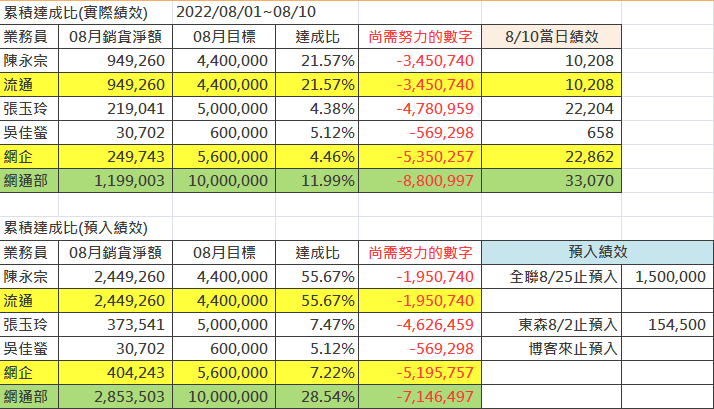 累積達成比(實際績效) 2022/08/01~08/10
業務員 08月銷貨淨額 08月目標 達成比 尚需努力的數字 8/10當日績效
陳永宗 949,260 4,400,000 21.57% -3,450,740 10,208
流通 949,260 4,400,000 21.57% -3,450,740 10,208
張玉玲 219,041 5,000,000 4.38% -4,780,959 22,204
吳佳螢 30,702 600,000 5.12% -569,298 658
網企 249,743 5,600,000 4.46% -5,350,257 22,862
網通部 1,199,003 10,000,000 11.99% -8,800,997 33,070
累積達成比(預入績效)
業務員 08月銷貨淨額 08月目標 達成比 尚需努力的數字 預入績效
陳永宗 2,449,260 4,400,000 55.67% -1,950,740 全聯8/25止預入 1,500,000
流通 2,449,260 4,400,000 55.67% -1,950,740
張玉玲 373,541 5,000,000 7.47% -4,626,459 東森8/2止預入 154,500
吳佳螢 30,702 600,000 5.12% -569,298 博客來止預入
網企 404,243 5,600,000 7.22% -5,195,757
網通部 2,853,503 10,000,000 28.54% -7,146,497